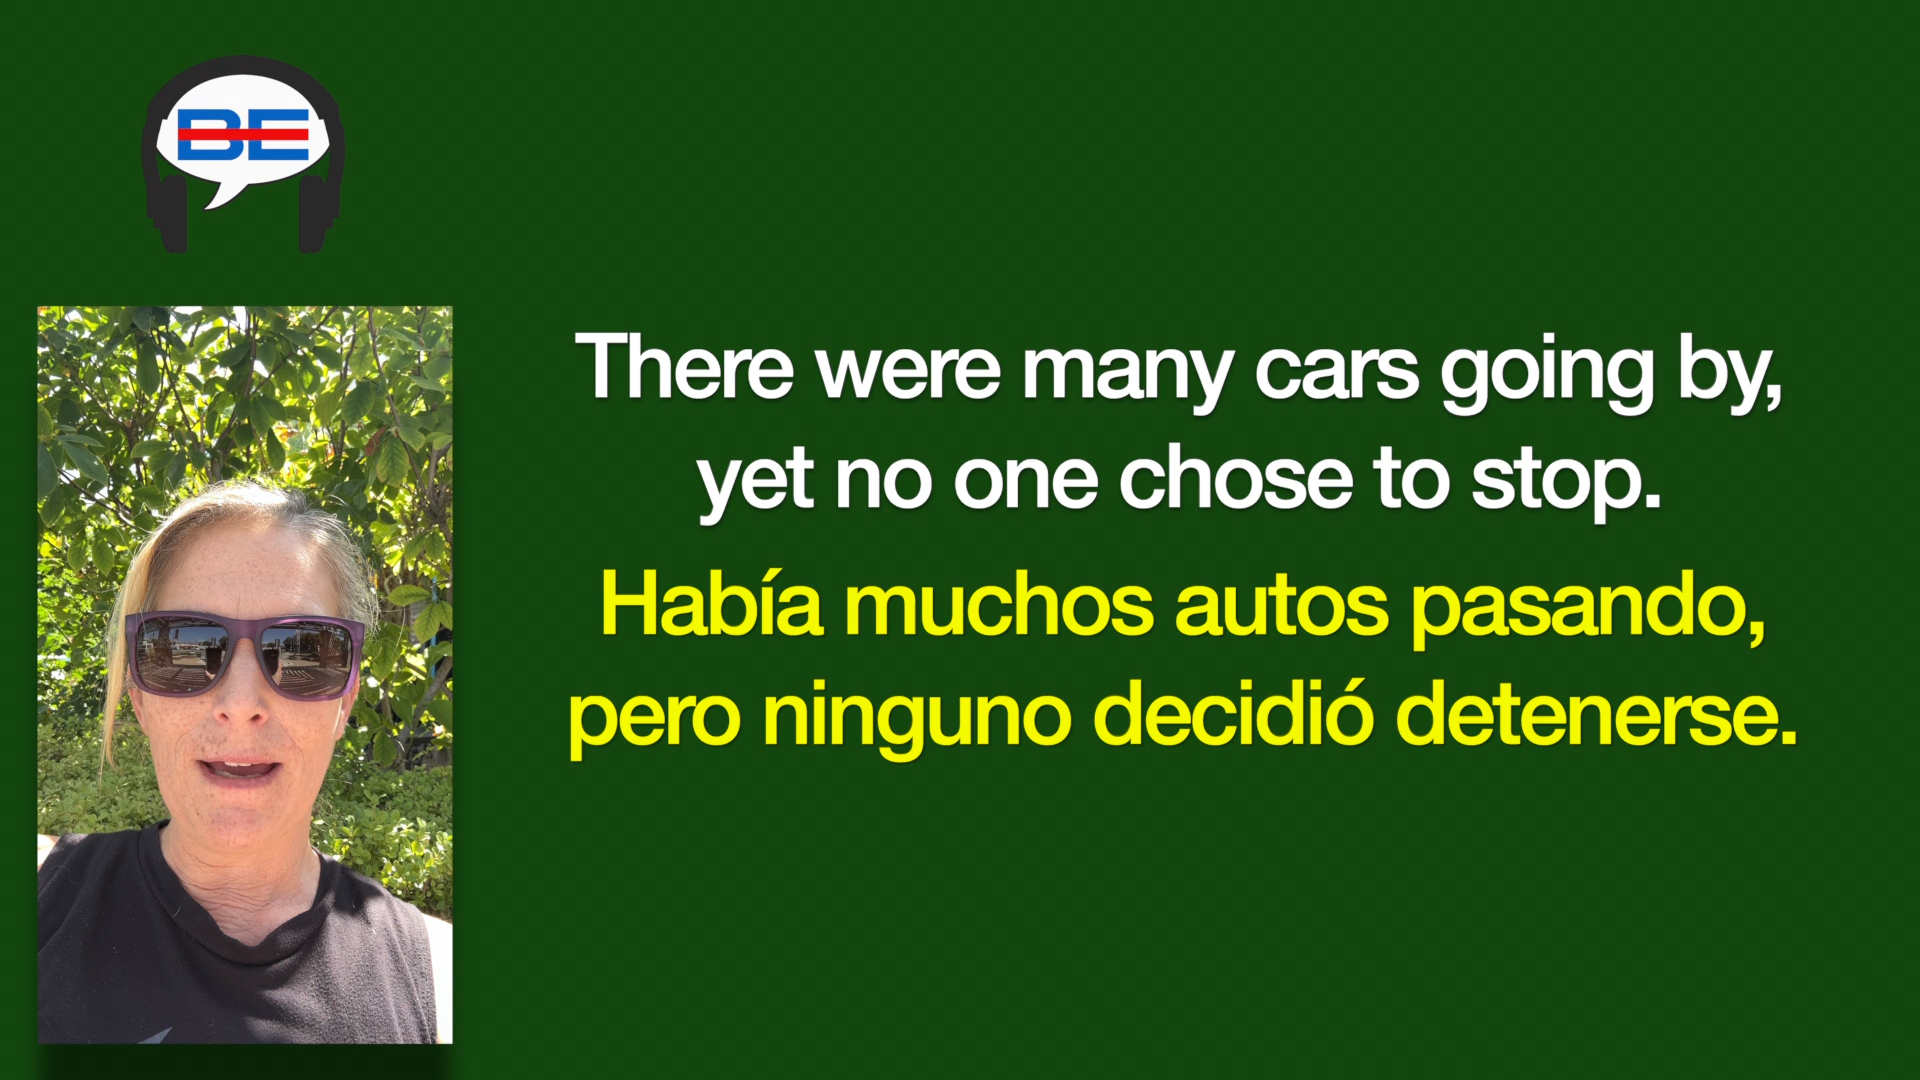 BE
There were many cars going by,
yet no one chose to stop.
Había muchos autos pasando,
pero ninguno decidió detenerse.